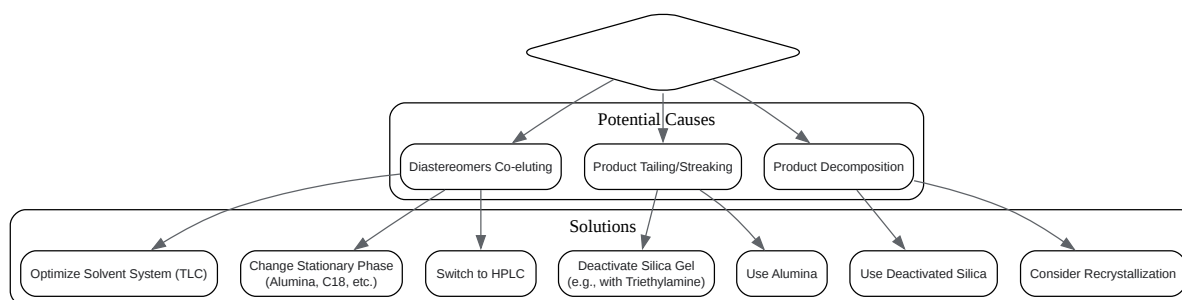 Potential Causes
Diastereomers Co-eluting
Product Tailing/Streaking
Product Decomposition
Solutions
Optimize Solvent System (TLC)
Change Stationary Phase
(Alumina, C18, etc.)
Switch to HPLC
Deactivate Silica Gel
(e.g., with Triethylamine)
Use Alumina
Use Deactivated Silica
Consider Recrystallization